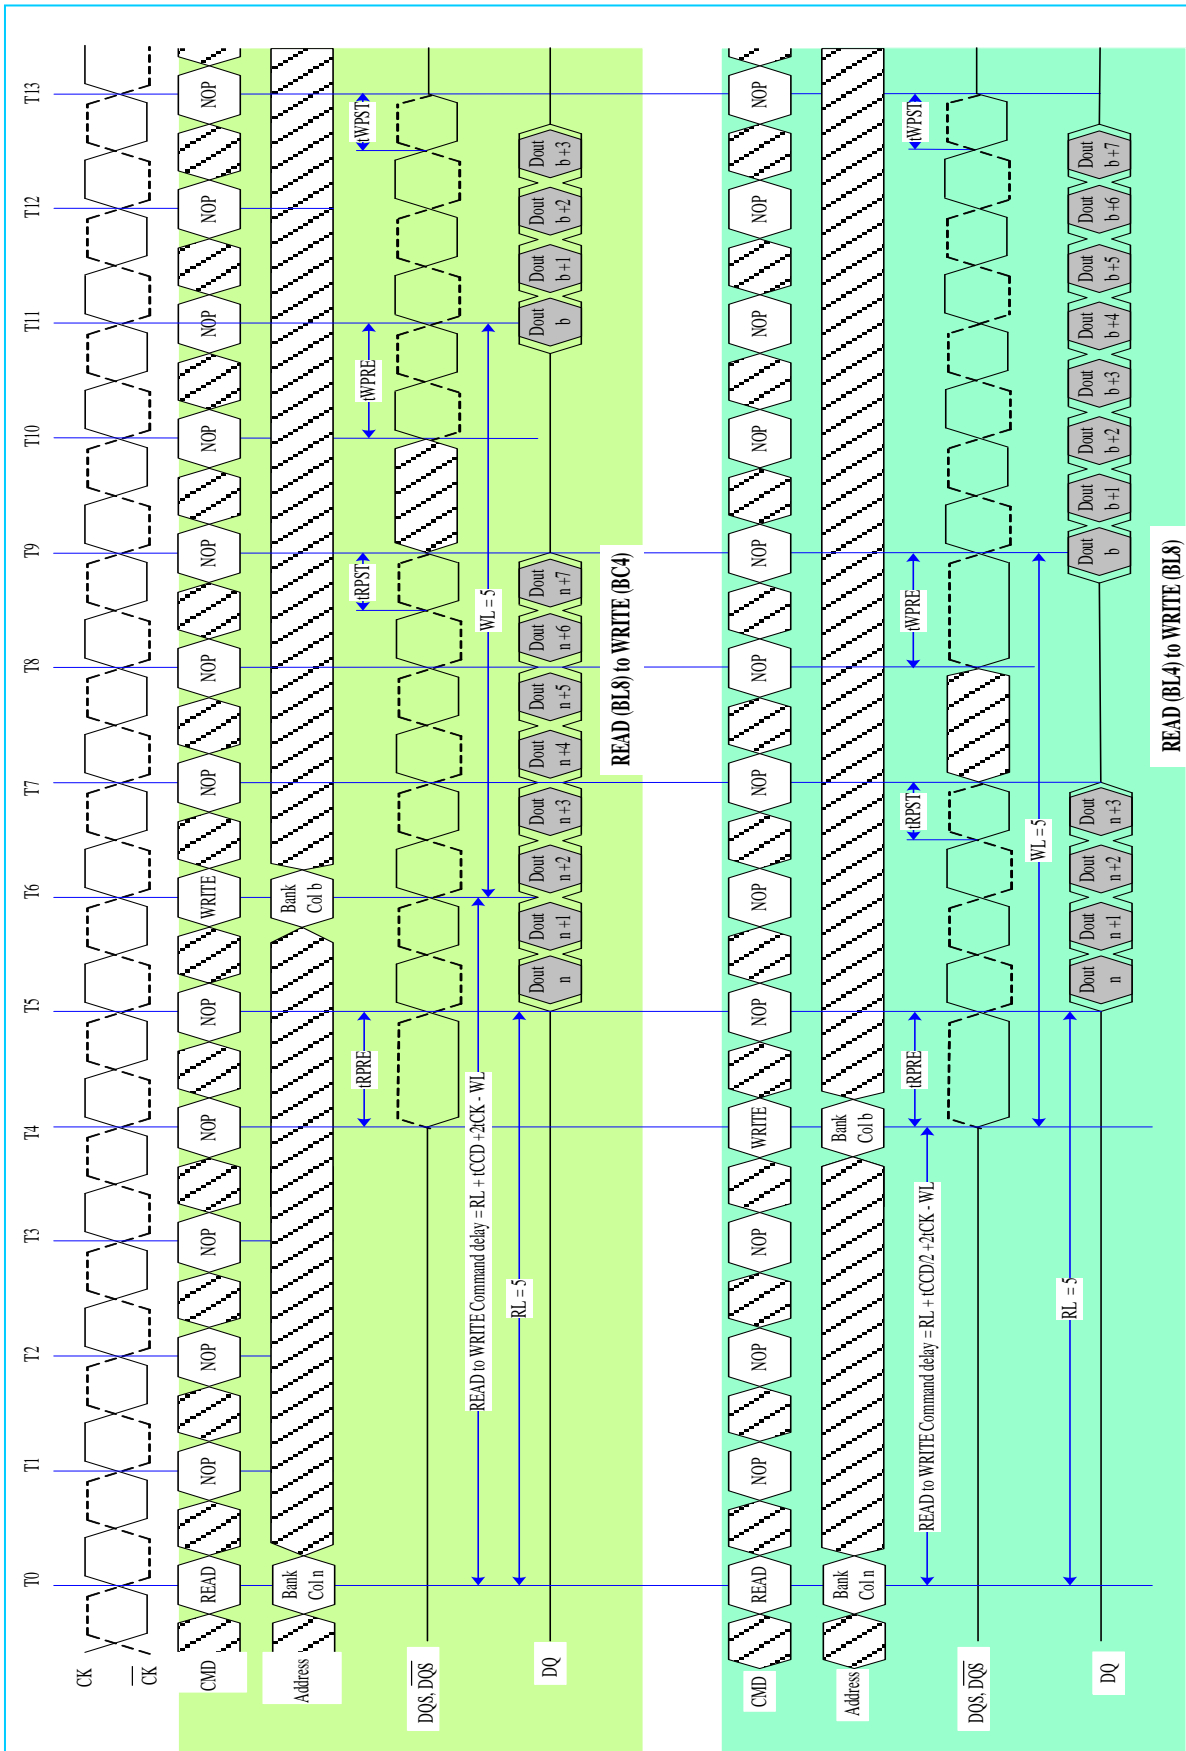 T0 T1 T2 T3 T4 T5 T6 T7 T8 T9 T10 T11 T12 T13
CK
CK
CMD READ NOP NOP NOP NOP NOP WRITE NOP NOP NOP NOP NOP NOP NOP
Address Bank Col n Bank Col b
tRPRE tRPST tWPRE tWPST
DQS, DQS
READ to WRITE Command delay = RL + tCCD +2tCK - WL WL = 5
RL = 5
DQ Dout n Dout n+1 Dout n+2 Dout n+3 Dout n+4 Dout n+5 Dout n+6 Dout n+7 Dout b Dout b+1 Dout b+2 Dout b+3
READ (BL8) to WRITE (BC4)
CMD READ NOP NOP NOP WRITE NOP NOP NOP NOP NOP NOP NOP NOP NOP
Address Bank Col n Bank Col b
tRPRE tRPST tWPRE tWPST
READ to WRITE Command delay = RL + tCCD/2 +2tCK - WL
DQS, DQS
WL = 5
RL = 5
DQ Dout n Dout n+1 Dout n+2 Dout n+3 Dout b Dout b+1 Dout b+2 Dout b+3 Dout b+4 Dout b+5 Dout b+6 Dout b+7
READ (BL4) to WRITE (BL8)